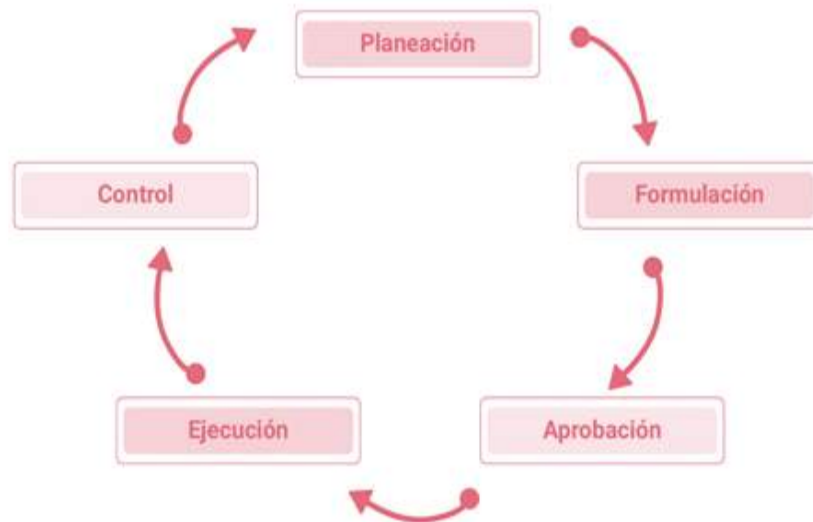 Planeación
Formulación
Aprobación
Ejecución
Control